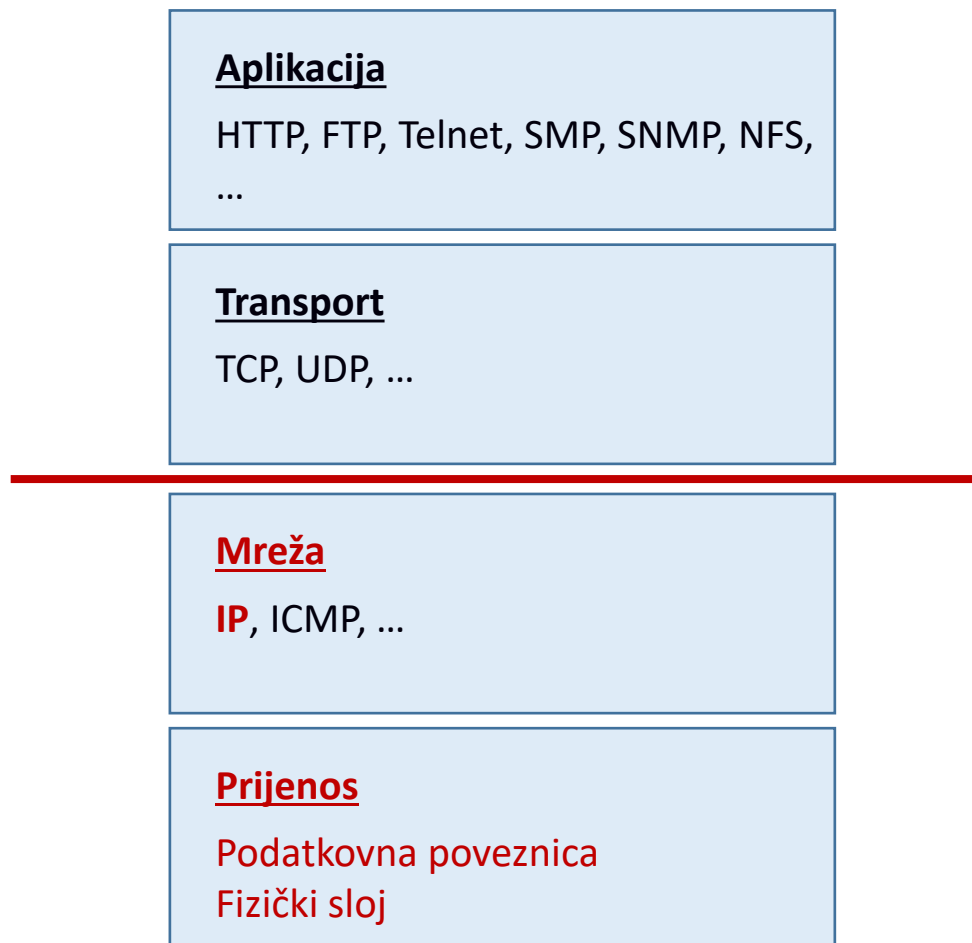 Aplikacija
HTTP, FTP, Telnet, SMP, SNMP, NFS,
...
Transport
TCP, UDP, ...
Mreža
IP, ICMP, ...
Prijenos
Podatkovna poveznica
Fizički sloj